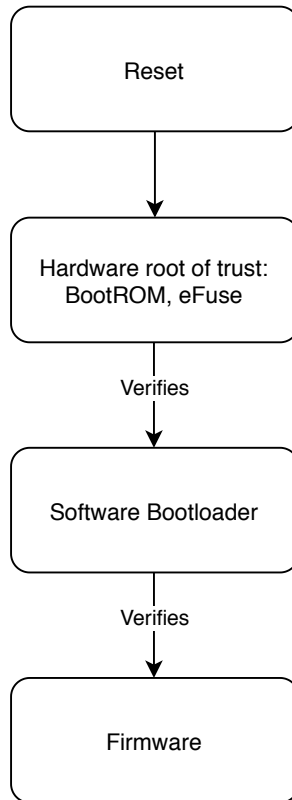 Reset
Hardware root of trust:
BootROM, eFuse
Verifies
Software Bootloader
Verifies
Firmware